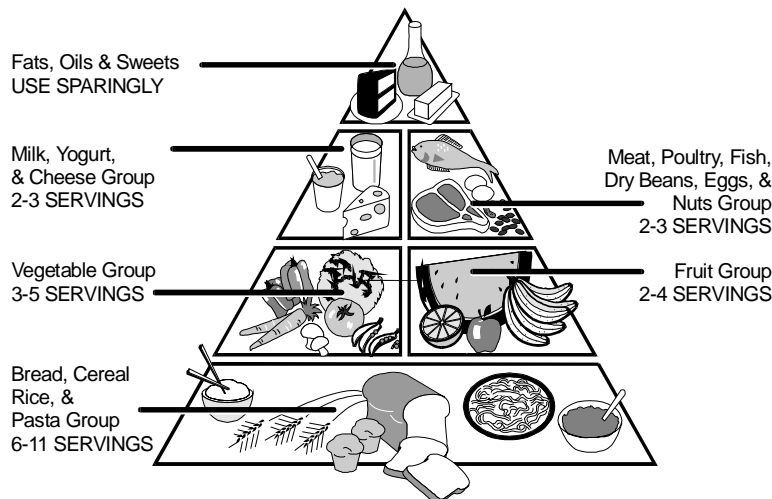 Fats, Oils & Sweets
USE SPARINGLY
Milk, Yogurt,
& Cheese Group
2-3 SERVINGS
Meat, Poultry, Fish,
Dry Beans, Eggs, &
Nuts Group
2-3 SERVINGS
Vegetable Group
3-5 SERVINGS
Fruit Group
2-4 SERVINGS
Bread, Cereal
Rice, &
Pasta Group
6-11 SERVINGS